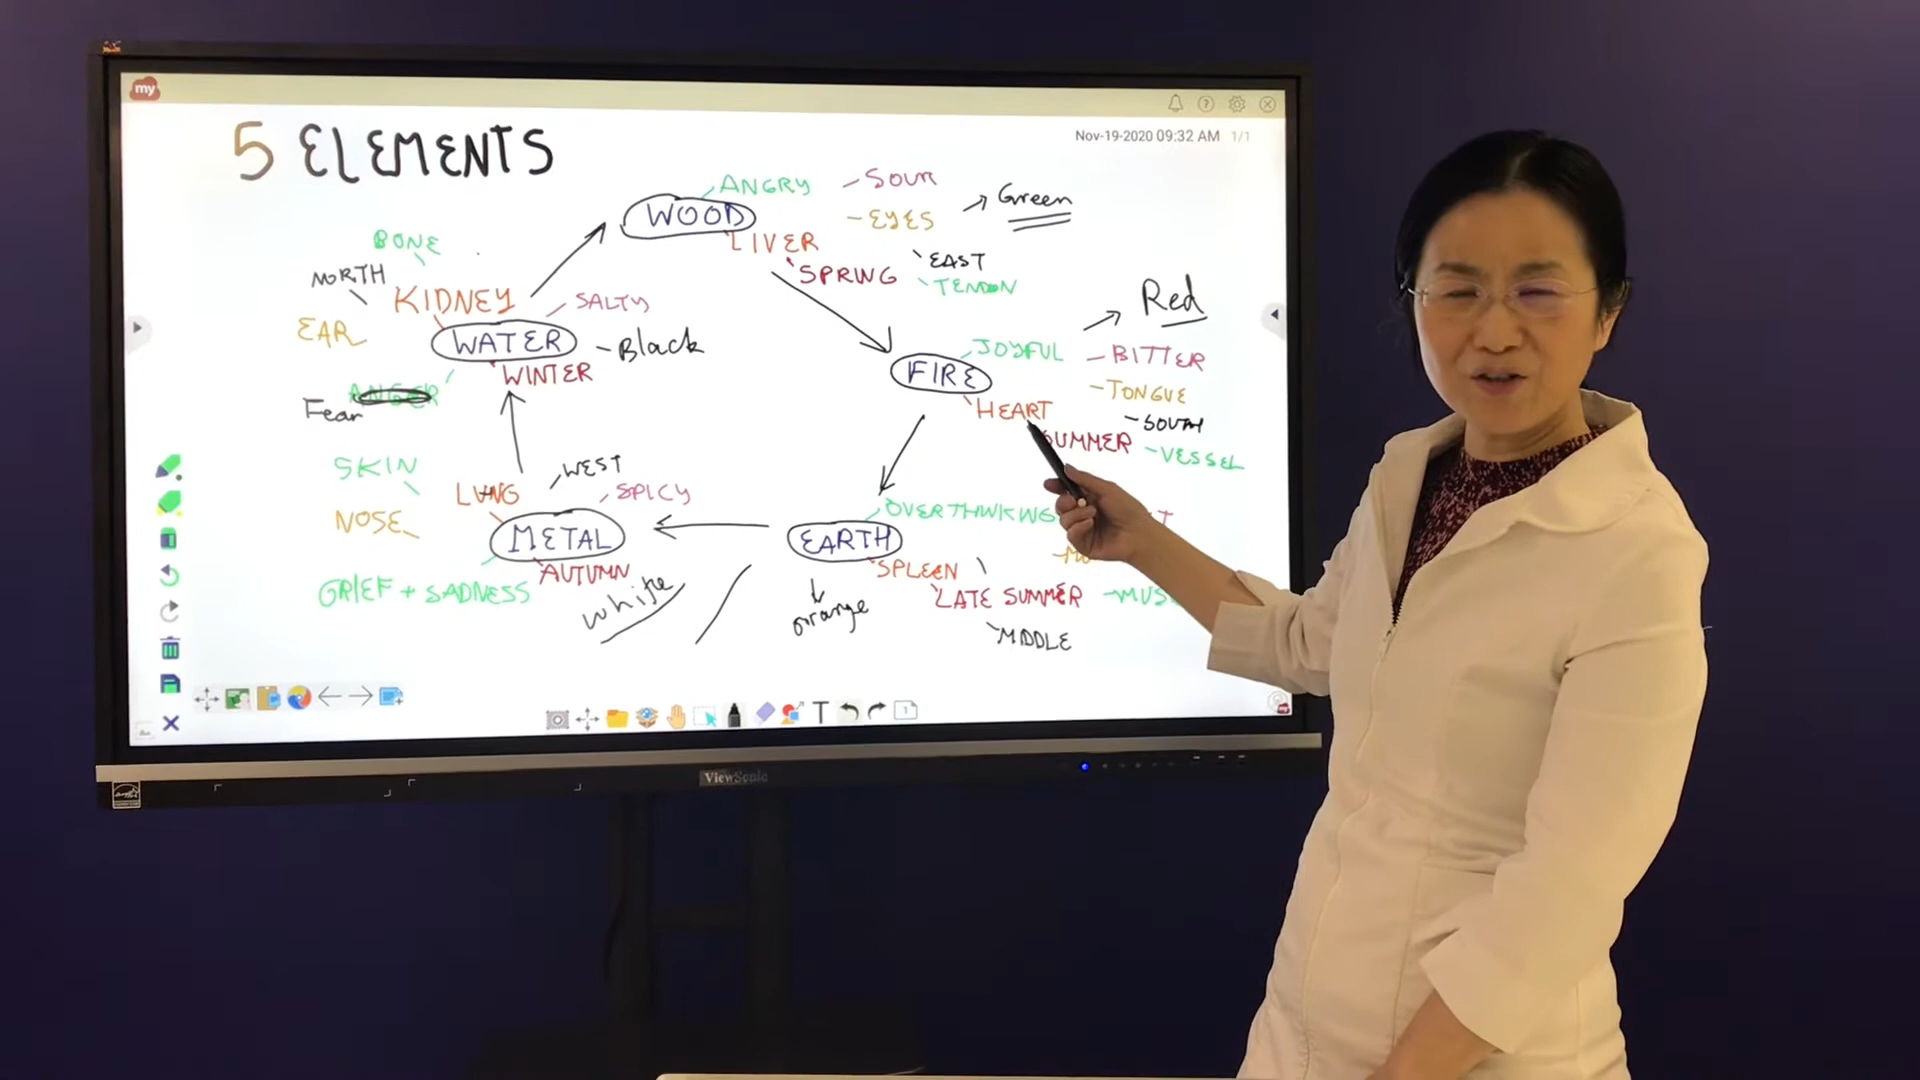 my
Nov-19-2020 09:32 AM 1/1
5 ELEMENTS
ANGRY
SOUR
WOOD
EYES
Green
LIVER
EAST
SPRING
TENDON
BONE
NORTH
KIDNEY
SALTY
EAR
WATER
Black
WINTER
Fear
Red
JOYFUL
BITTER
FIRE
TONGUE
HEART
SOUTH
SUMMER
VESSEL
SKIN
WEST
LUNG
SPICY
NOSE
METAL
AUTUMN
GRIEF + SADNESS
white
OVERTHINKING
EARTH
SPLEEN
LATE SUMMER
orange
MIDDLE
T
1
ViewSonic